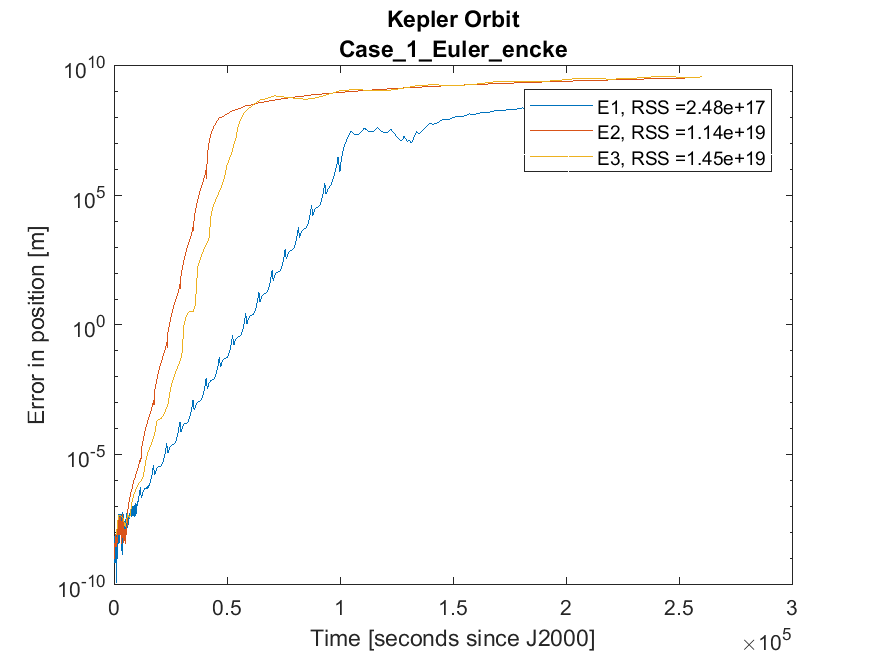 Kepler Orbit
Case_1_Euler_encke
10^10
10^5
10^0
10^-5
10^-10
Error in position [m]
E1, RSS =2.48e+17
E2, RSS =1.14e+19
E3, RSS =1.45e+19
0 0.5 1 1.5 2 2.5 3
Time [seconds since J2000]
×10^5